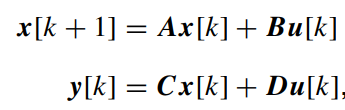 x[k + 1] = Ax[k] + Bu[k]
y[k] = Cx[k] + Du[k],